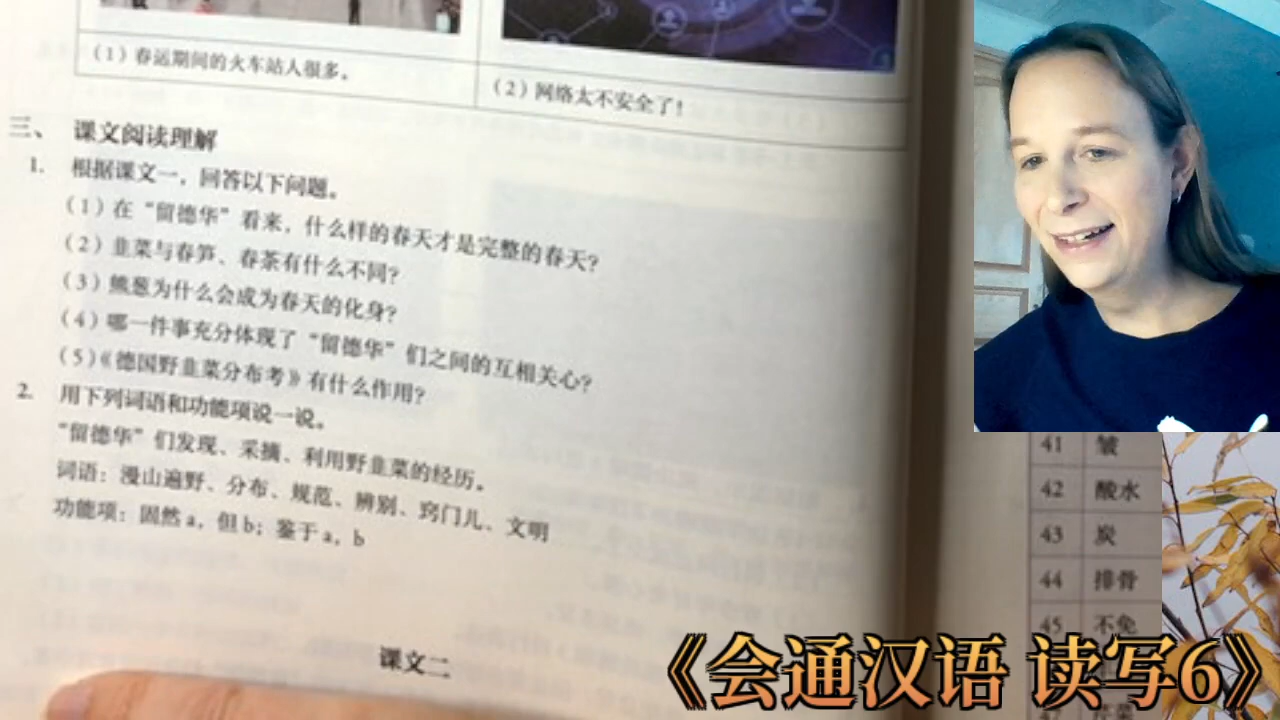 （1）春运期间的火车站人很多。
（2）网络太不安全了！
三、 课文阅读理解
1. 根据课文一，回答以下问题。
（1）在“留德华”看来，什么样的春天才是完整的春天？
（2）韭菜与春笋、春茶有什么不同？
（3）熊葱为什么会成为春天的化身？
（4）哪一件事充分体现了“留德华”们之间的互相关心？
（5）《德国野韭菜分布考》有什么作用？
2. 用下列词语和功能项说一说。
“留德华”们发现、采摘、利用野韭菜的经历。
词语：漫山遍野、分布、规范、辨别、窍门儿、文明
功能项：固然a，但b；鉴于a，b
课文二
41 皱
42 酸水
43 炭
44 排骨
45 不免
《会通汉语 读写6》